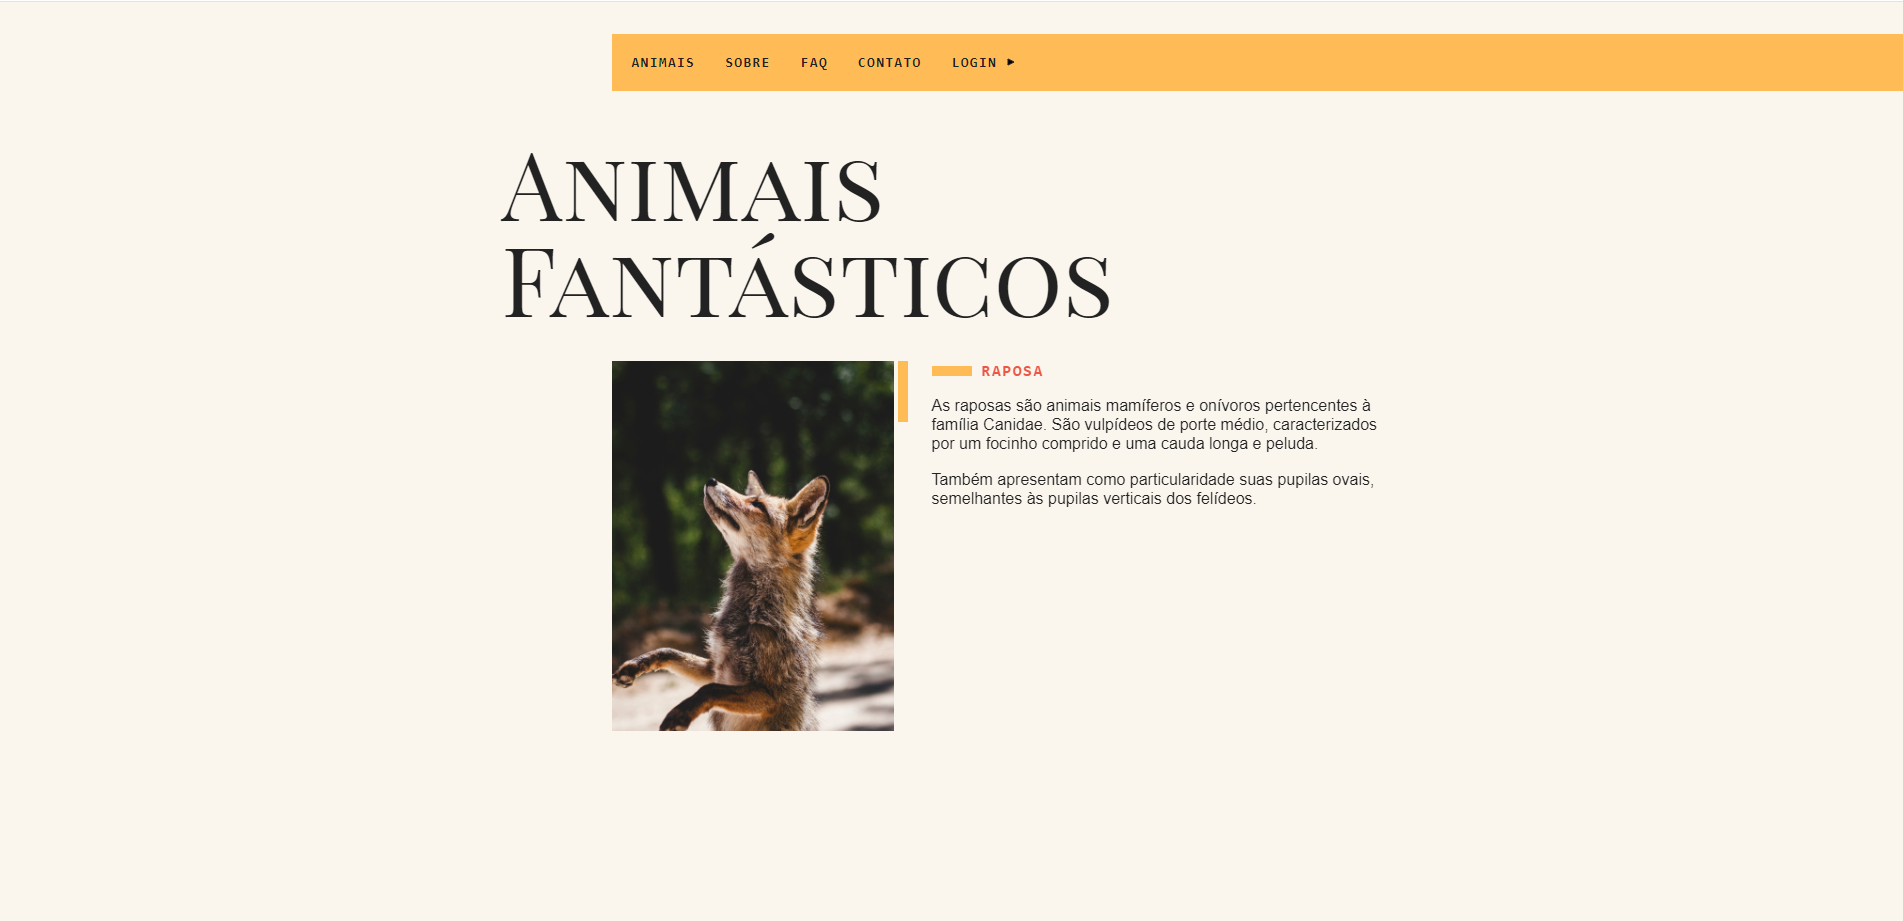 ANIMAIS SOBRE FAQ CONTATO LOGIN ▸
ANIMAIS
FANTÁSTICOS
RAPOSA
As raposas são animais mamíferos e onívoros pertencentes à
família Canidae. São vulpídeos de porte médio, caracterizados
por um focinho comprido e uma cauda longa e peluda.
Também apresentam como particularidade suas pupilas ovais,
semelhantes às pupilas verticais dos felídeos.